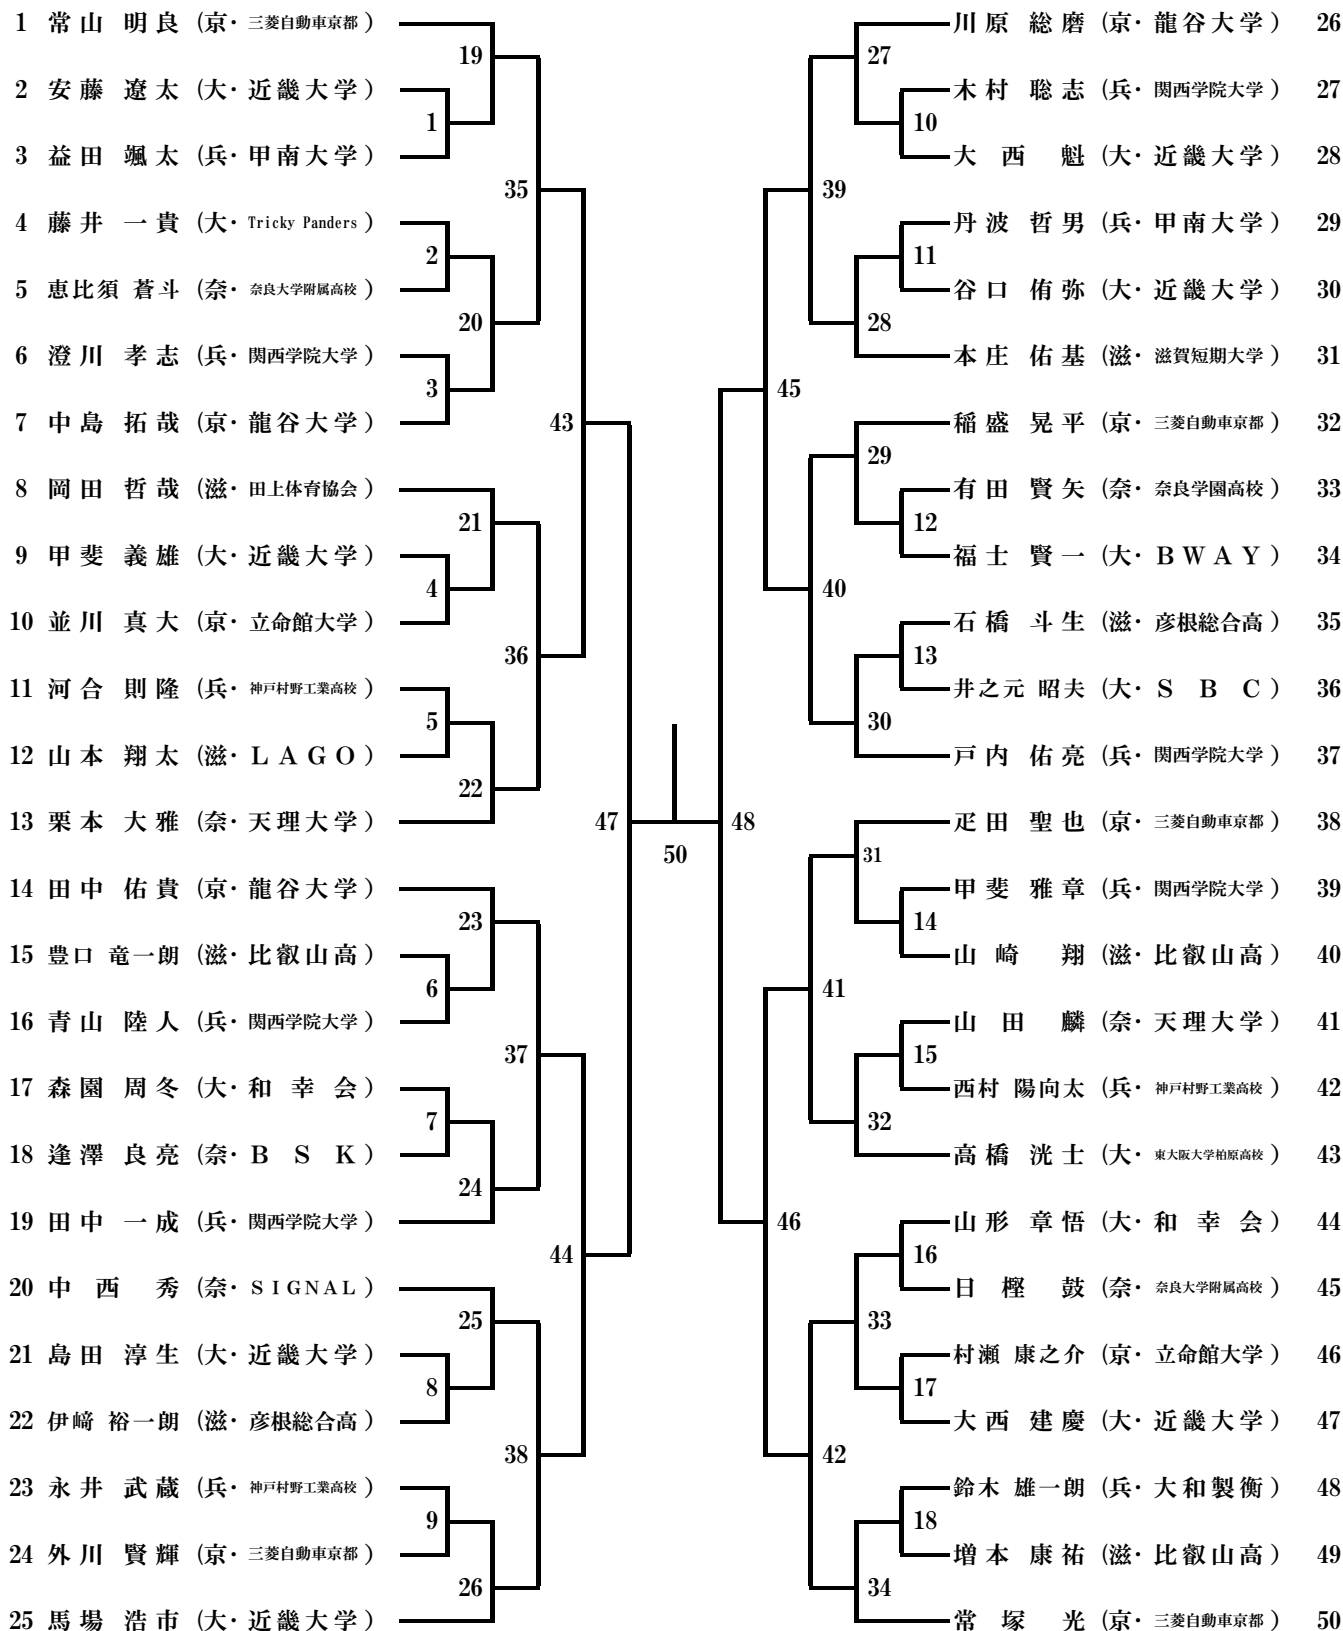 1 常山 明良 (京・三菱自動車京都)
2 安藤 遼太 (大・近畿大学)
3 益田 颯太 (兵・甲南大学)
4 藤井 一貴 (大・Tricky Panders)
5 恵比須 蒼斗 (奈・奈良大学附属高校)
6 澄川 孝志 (兵・関西学院大学)
7 中島 拓哉 (京・龍谷大学)
8 岡田 哲哉 (滋・田上体育協会)
9 甲斐 義雄 (大・近畿大学)
10 並川 真大 (京・立命館大学)
11 河合 則隆 (兵・神戸村野工業高校)
12 山本 翔太 (滋・LAGO)
13 栗本 大雅 (奈・天理大学)
14 田中 佑貴 (京・龍谷大学)
15 豊口 竜一朗 (滋・比叡山高)
16 青山 陸人 (兵・関西学院大学)
17 森園 周冬 (大・和幸会)
18 逢澤 良亮 (奈・BSK)
19 田中 一成 (兵・関西学院大学)
20 中西 秀 (奈・SIGNAL)
21 島田 淳生 (大・近畿大学)
22 伊﨑 裕一朗 (滋・彦根総合高)
23 永井 武蔵 (兵・神戸村野工業高校)
24 外川 賢輝 (京・三菱自動車京都)
25 馬場 浩市 (大・近畿大学)
19
1
35
2
20
3
43
21
4
36
5
22
47
23
6
37
7
24
44
25
8
38
9
26
50
27
10
39
11
28
45
29
12
40
13
30
48
31
14
41
15
32
46
16
33
17
42
18
34
川原 総磨 (京・龍谷大学) 26
木村 聡志 (兵・関西学院大学) 27
大西 魁 (大・近畿大学) 28
丹波 哲男 (兵・甲南大学) 29
谷口 侑弥 (大・近畿大学) 30
本庄 佑基 (滋・滋賀短期大学) 31
稲盛 晃平 (京・三菱自動車京都) 32
有田 賢矢 (奈・奈良学園高校) 33
福士 賢一 (大・BWAY) 34
石橋 斗生 (滋・彦根総合高) 35
井之元 昭夫 (大・SBC) 36
戸内 佑亮 (兵・関西学院大学) 37
疋田 聖也 (京・三菱自動車京都) 38
甲斐 雅章 (兵・関西学院大学) 39
山崎 翔 (滋・比叡山高) 40
山田 麟 (奈・天理大学) 41
西村 陽向太 (兵・神戸村野工業高校) 42
高橋 洸士 (大・東大阪大学柏原高校) 43
山形 章悟 (大・和幸会) 44
日樫 鼓 (奈・奈良大学附属高校) 45
村瀬 康之介 (京・立命館大学) 46
大西 建慶 (大・近畿大学) 47
鈴木 雄一朗 (兵・大和製衡) 48
増本 康祐 (滋・比叡山高) 49
常塚 光 (京・三菱自動車京都) 50